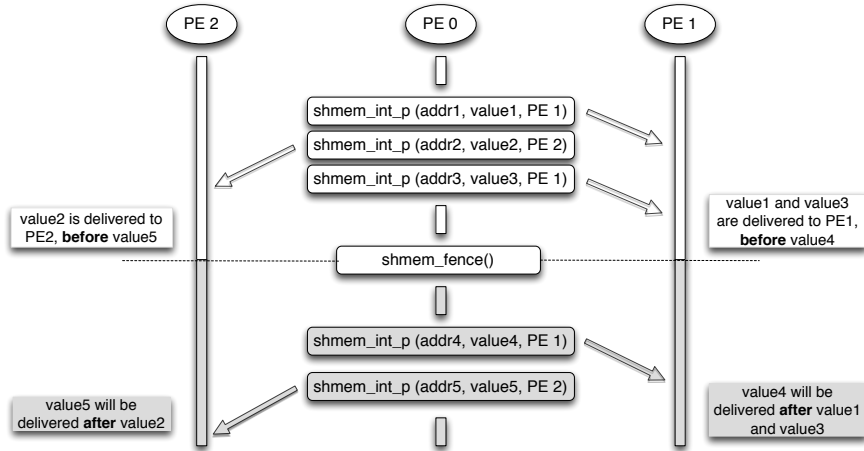 PE 2
PE 0
PE 1
shmem_int_p (addr1, value1, PE 1)
shmem_int_p (addr2, value2, PE 2)
shmem_int_p (addr3, value3, PE 1)
value2 is delivered to
PE2, before value5
value1 and value3
are delivered to PE1,
before value4
shmem_fence()
shmem_int_p (addr4, value4, PE 1)
shmem_int_p (addr5, value5, PE 2)
value5 will be
delivered after value2
value4 will be
delivered after value1
and value3